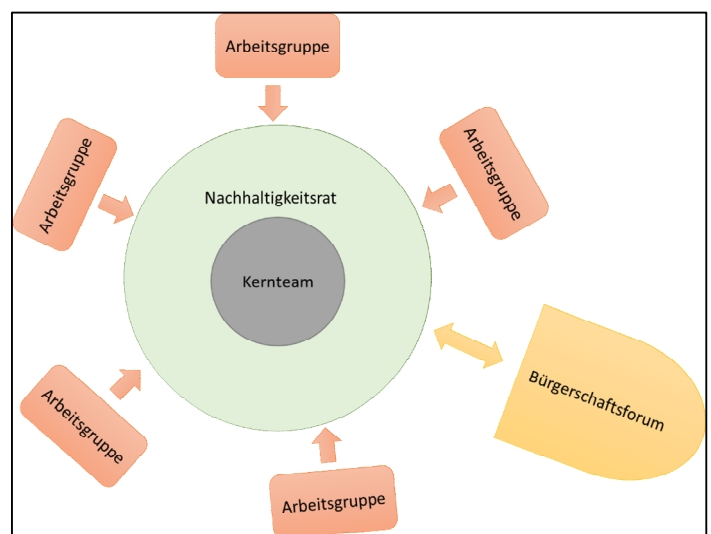 Arbeitsgruppe
Arbeitsgruppe
Arbeitsgruppe
Nachhaltigkeitsrat
Kernteam
Bürgerschaftsforum
Arbeitsgruppe
Arbeitsgruppe